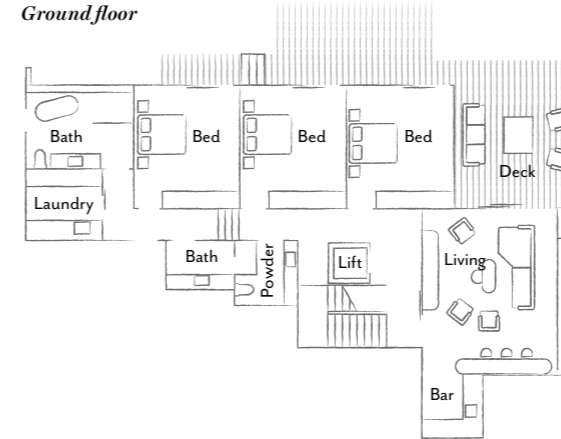 Ground floor
Bath
Bed
Bed
Bed
Deck
Laundry
Bath
Powder
Lift
Living
Bar